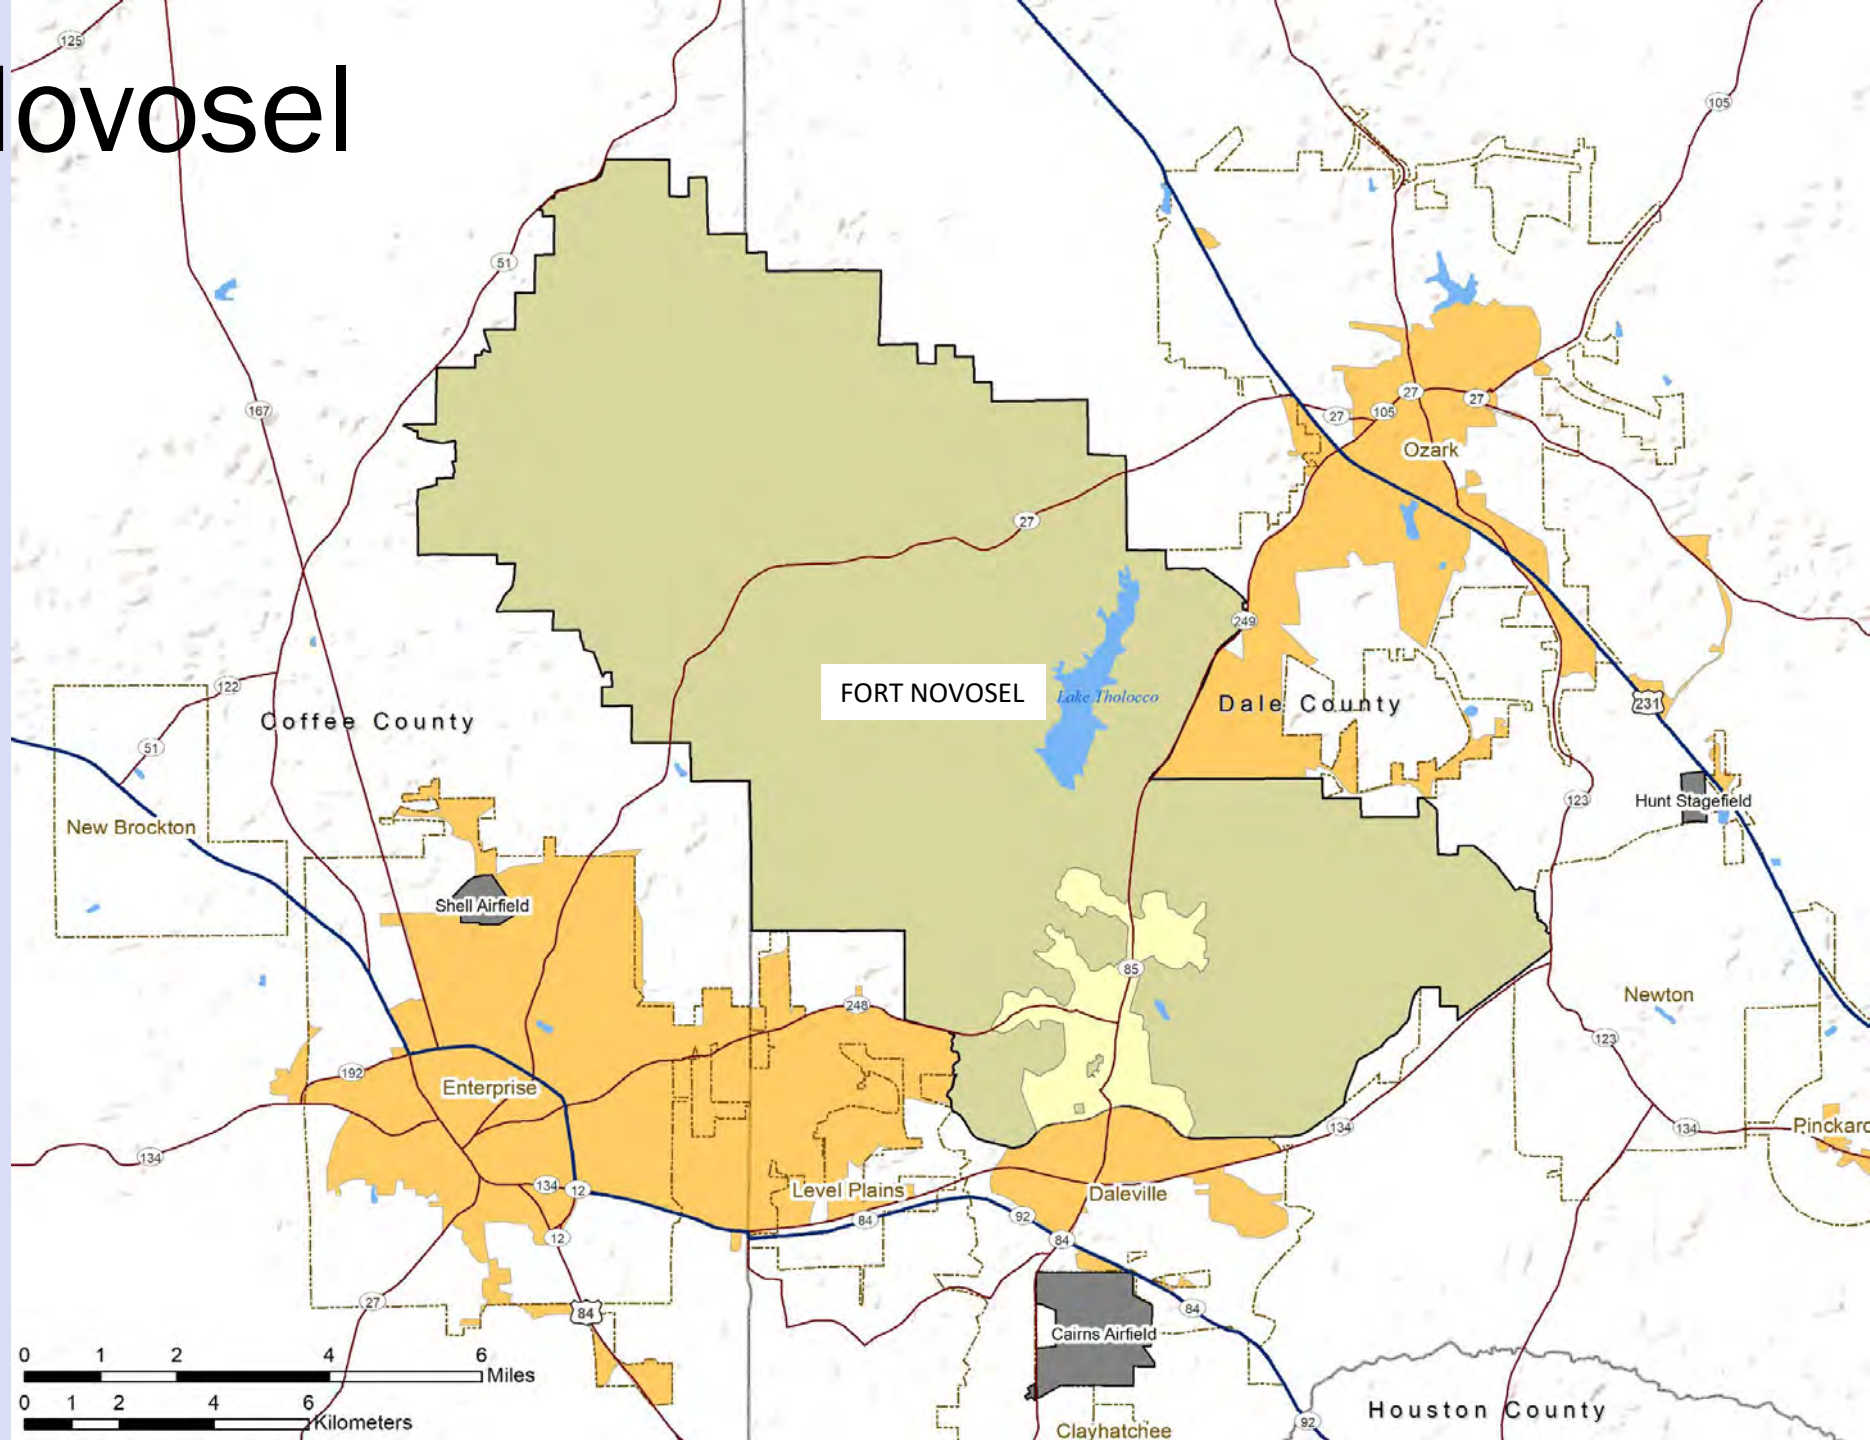 ovosel
125
105
51
167
27
105
27
27
Ozark
27
249
122
FORT NOVOSEL
Lake Tholocco
Dale County
231
Coffee County
51
123
Hunt Stagefield
New Brockton
Shell Airfield
85
Newton
248
123
192
Enterprise
134
134
Pinckard
134
134
12
Level Plains
Daleville
84
92
12
84
27
84
84
Cairns Airfield
0 1 2 4 6
Miles
0 1 2 4 6
Kilometers
Houston County
92
Clayhatchee